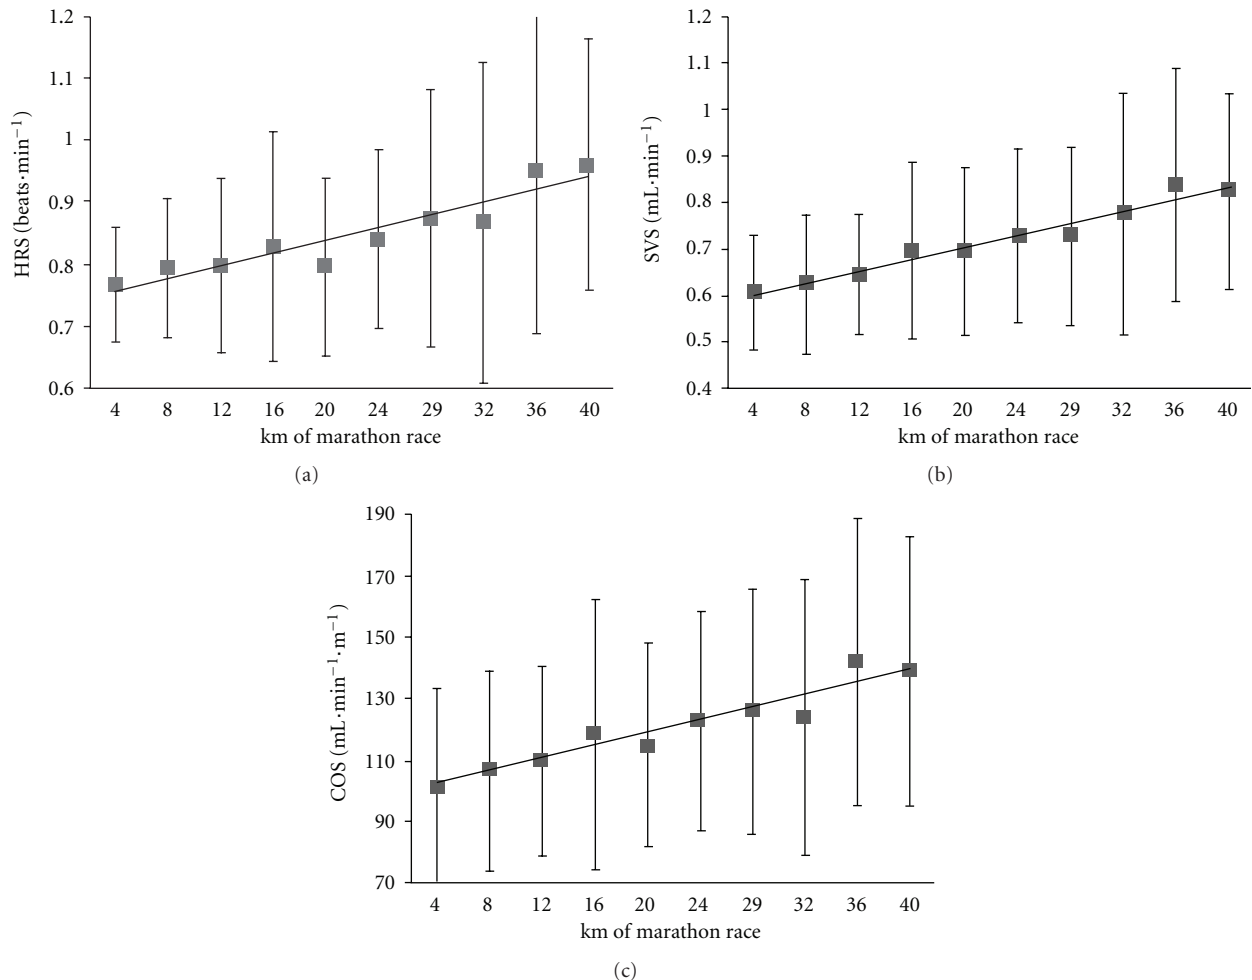 1.2
1.1
1
0.9
0.8
0.7
0.6
HRS (beats·min⁻¹)
4 8 12 16 20 24 29 32 36 40
km of marathon race
(a)
1.2
1.1
1
0.9
0.8
0.7
0.6
0.5
0.4
SVS (mL·min⁻¹)
4 8 12 16 20 24 29 32 36 40
km of marathon race
(b)
190
170
150
130
110
90
70
COS (mL·min⁻¹·m⁻¹)
4 8 12 16 20 24 29 32 36 40
km of marathon race
(c)